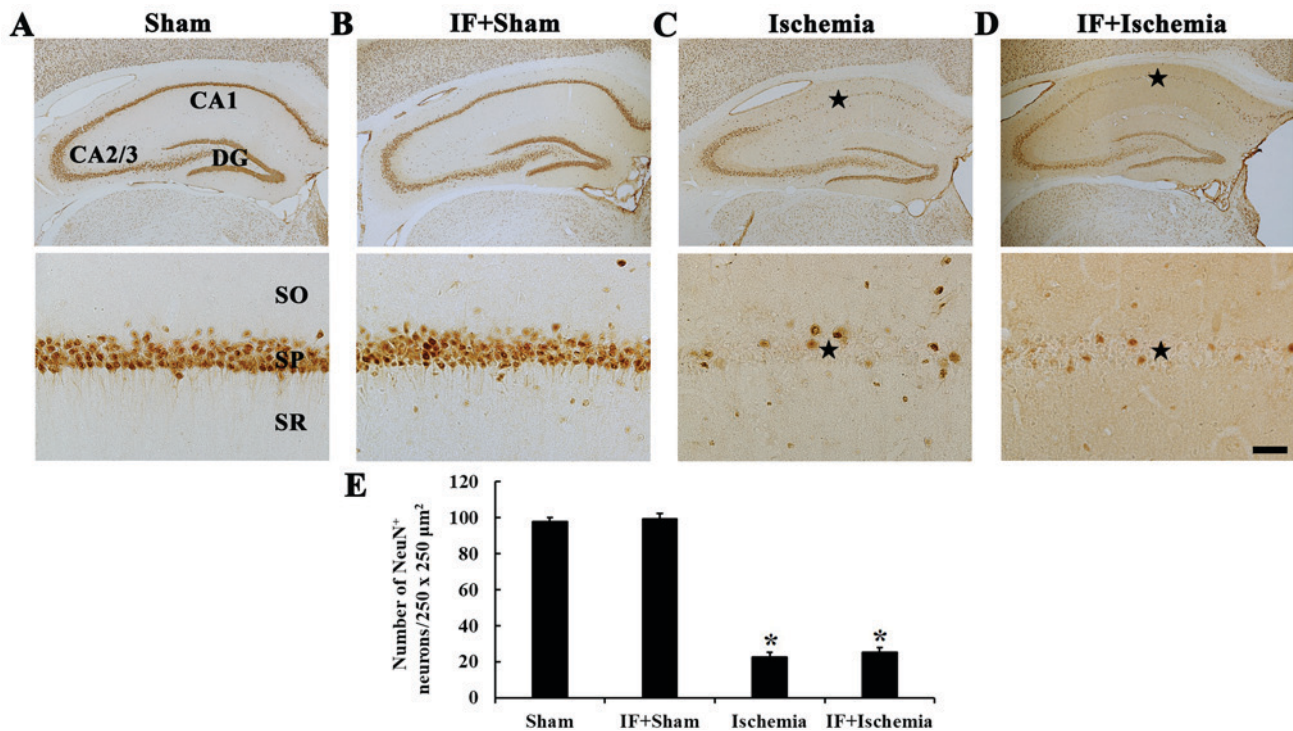 A Sham
B IF+Sham
C Ischemia
D IF+Ischemia
CA1
CA2/3
DG
SO
SP
SR
E
Number of NeuN⁺
neurons/250 x 250 µm²
120
100
80
60
40
20
0
* *
Sham IF+Sham Ischemia IF+Ischemia